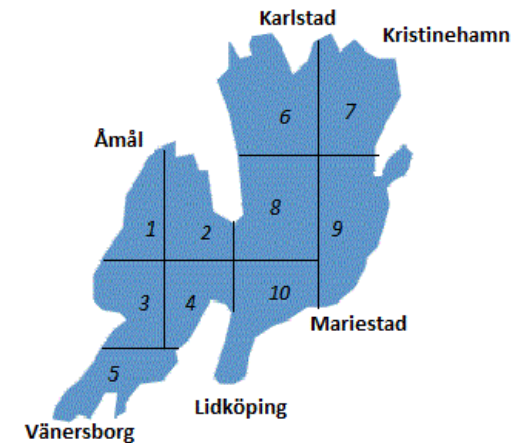 Karlstad
Kristinehamn
6
7
Åmål
8
1
2
9
3
4
10
Mariestad
5
Lidköping
Vänersborg